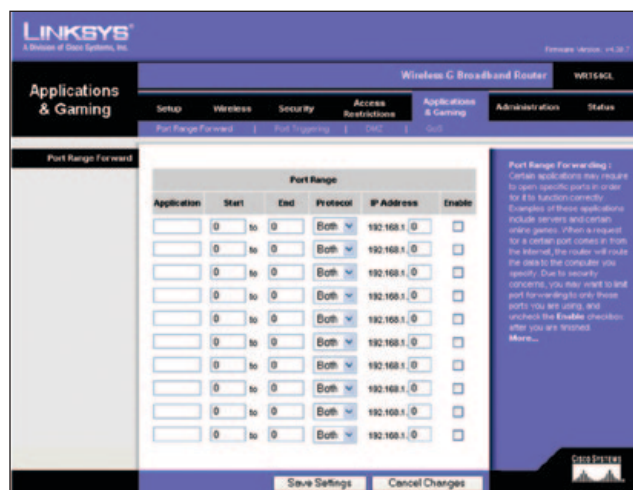 LINKSYS®
A Division of Cisco Systems, Inc.
Firmware Version: v4.30.7
Wireless-G Broadband Router
WRT54GL
Applications & Gaming
Setup Wireless Security Access Restrictions Applications & Gaming Administration Status
Port Range Forward | Port Triggering | DMZ | QoS
Port Range Forward
Port Range
Application Start End Protocol IP Address Enable
0 to 0 Both 192.168.1. 0
0 to 0 Both 192.168.1. 0
0 to 0 Both 192.168.1. 0
0 to 0 Both 192.168.1. 0
0 to 0 Both 192.168.1. 0
0 to 0 Both 192.168.1. 0
0 to 0 Both 192.168.1. 0
0 to 0 Both 192.168.1. 0
0 to 0 Both 192.168.1. 0
0 to 0 Both 192.168.1. 0
Port Range Forwarding :
Certain applications may require
to open specific ports in order
for it to function correctly.
Examples of these applications
include servers and certain
online games. When a request
for a certain port comes in from
the Internet, the router will route
the data to the computer you
specify. Due to security
concerns, you may want to limit
port forwarding to only those
ports you are using, and
uncheck the Enable checkbox
after you are finished.
More...
Save Settings Cancel Changes
CISCO SYSTEMS